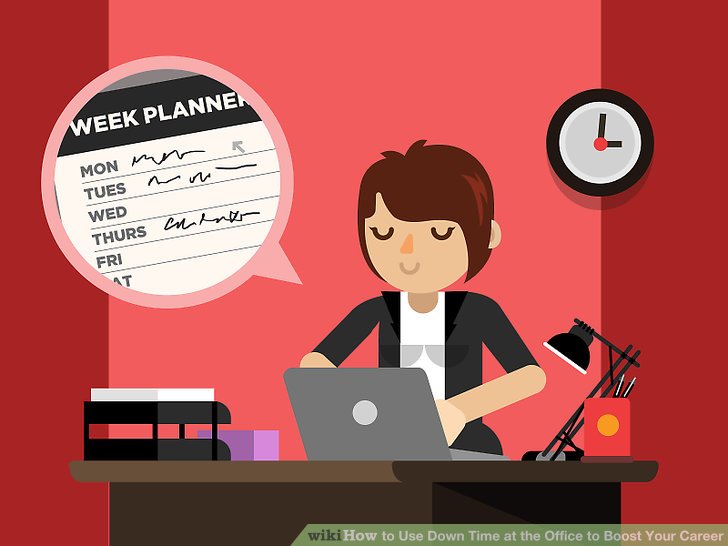 WEEK PLANNER
MON
TUES
WED
THURS
FRI
AT
wikiHow to Use Down Time at the Office to Boost Your Career